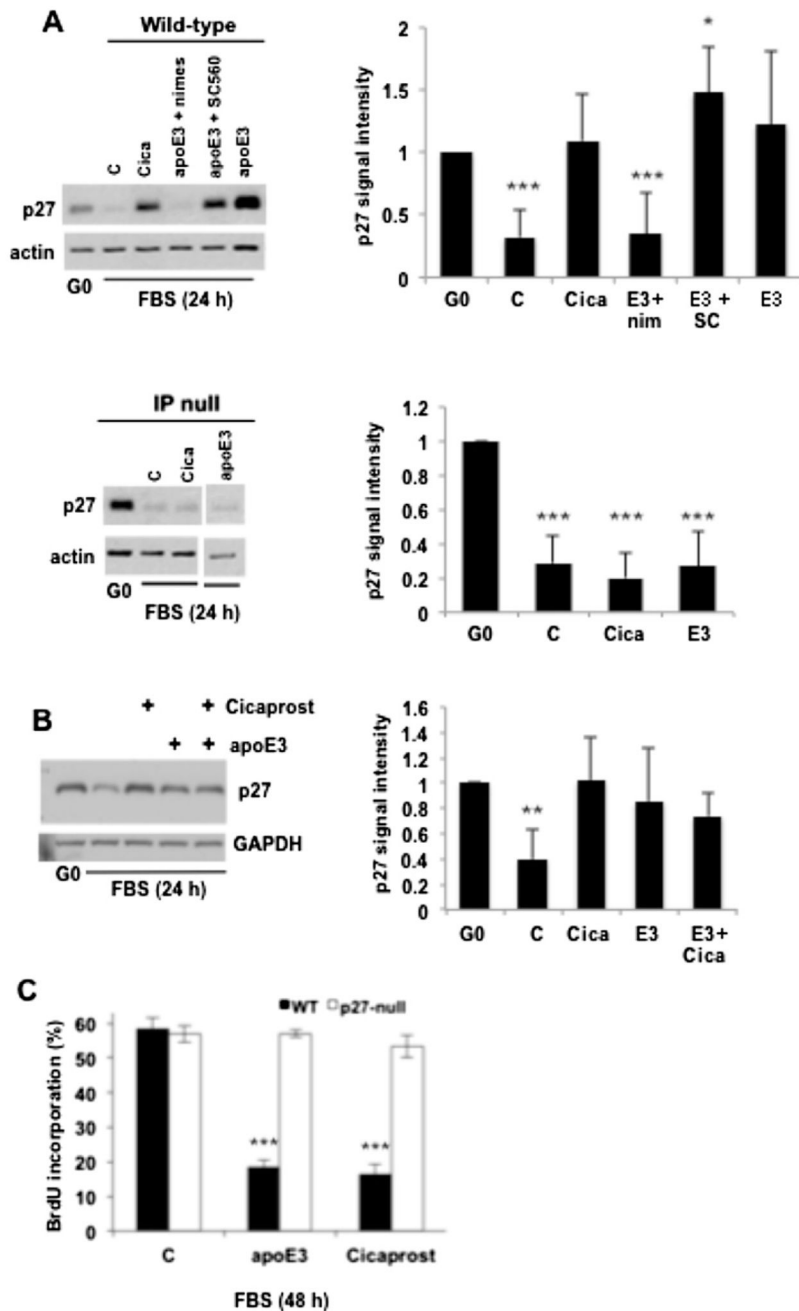 A
Wild-type
C
Cica
apoE3 + nimes
apoE3 + SC560
apoE3
p27
actin
G0
FBS (24 h)
p27 signal intensity
2
1.5
1
0.5
0
***
***
*
G0
C
Cica
E3+ nim
E3 + SC
E3
IP null
C
Cica
apoE3
p27
actin
G0
FBS (24 h)
p27 signal intensity
1.2
1
0.8
0.6
0.4
0.2
0
***
***
***
G0
C
Cica
E3
B
+ + Cicaprost
+ + apoE3
p27
GAPDH
G0
FBS (24 h)
p27 signal intensity
1.6
1.4
1.2
1
0.8
0.6
0.4
0.2
0
**
G0
C
Cica
E3
E3+ Cica
C
WT
p27-null
BrdU incorporation (%)
60
50
40
30
20
10
0
***
***
C
apoE3
Cicaprost
FBS (48 h)